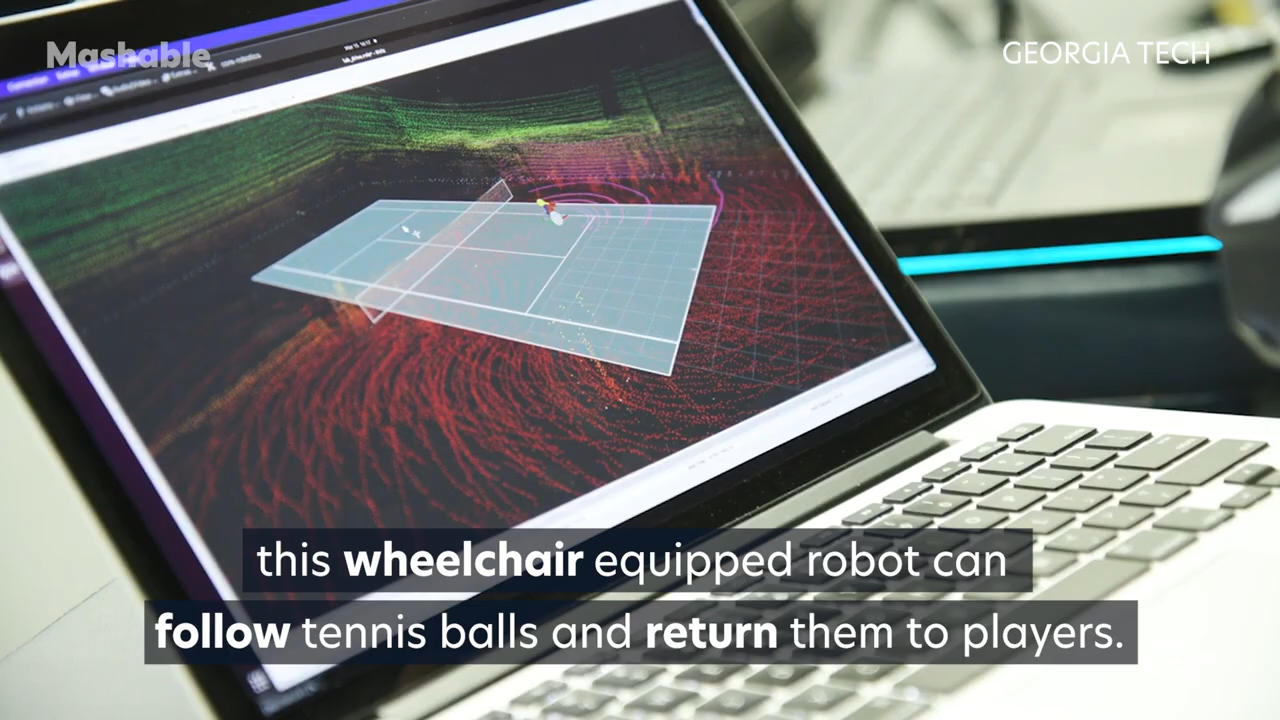 Mashable
GEORGIA TECH
this wheelchair equipped robot can
follow tennis balls and return them to players.